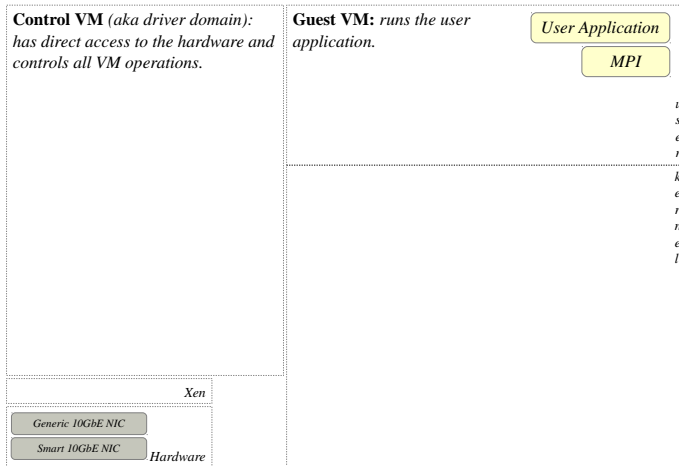 Control VM (aka driver domain):
has direct access to the hardware and
controls all VM operations.
Guest VM: runs the user
application.
User Application
MPI
u
s
e
r
k
e
r
n
e
l
Xen
Generic 10GbE NIC
Smart 10GbE NIC
Hardware